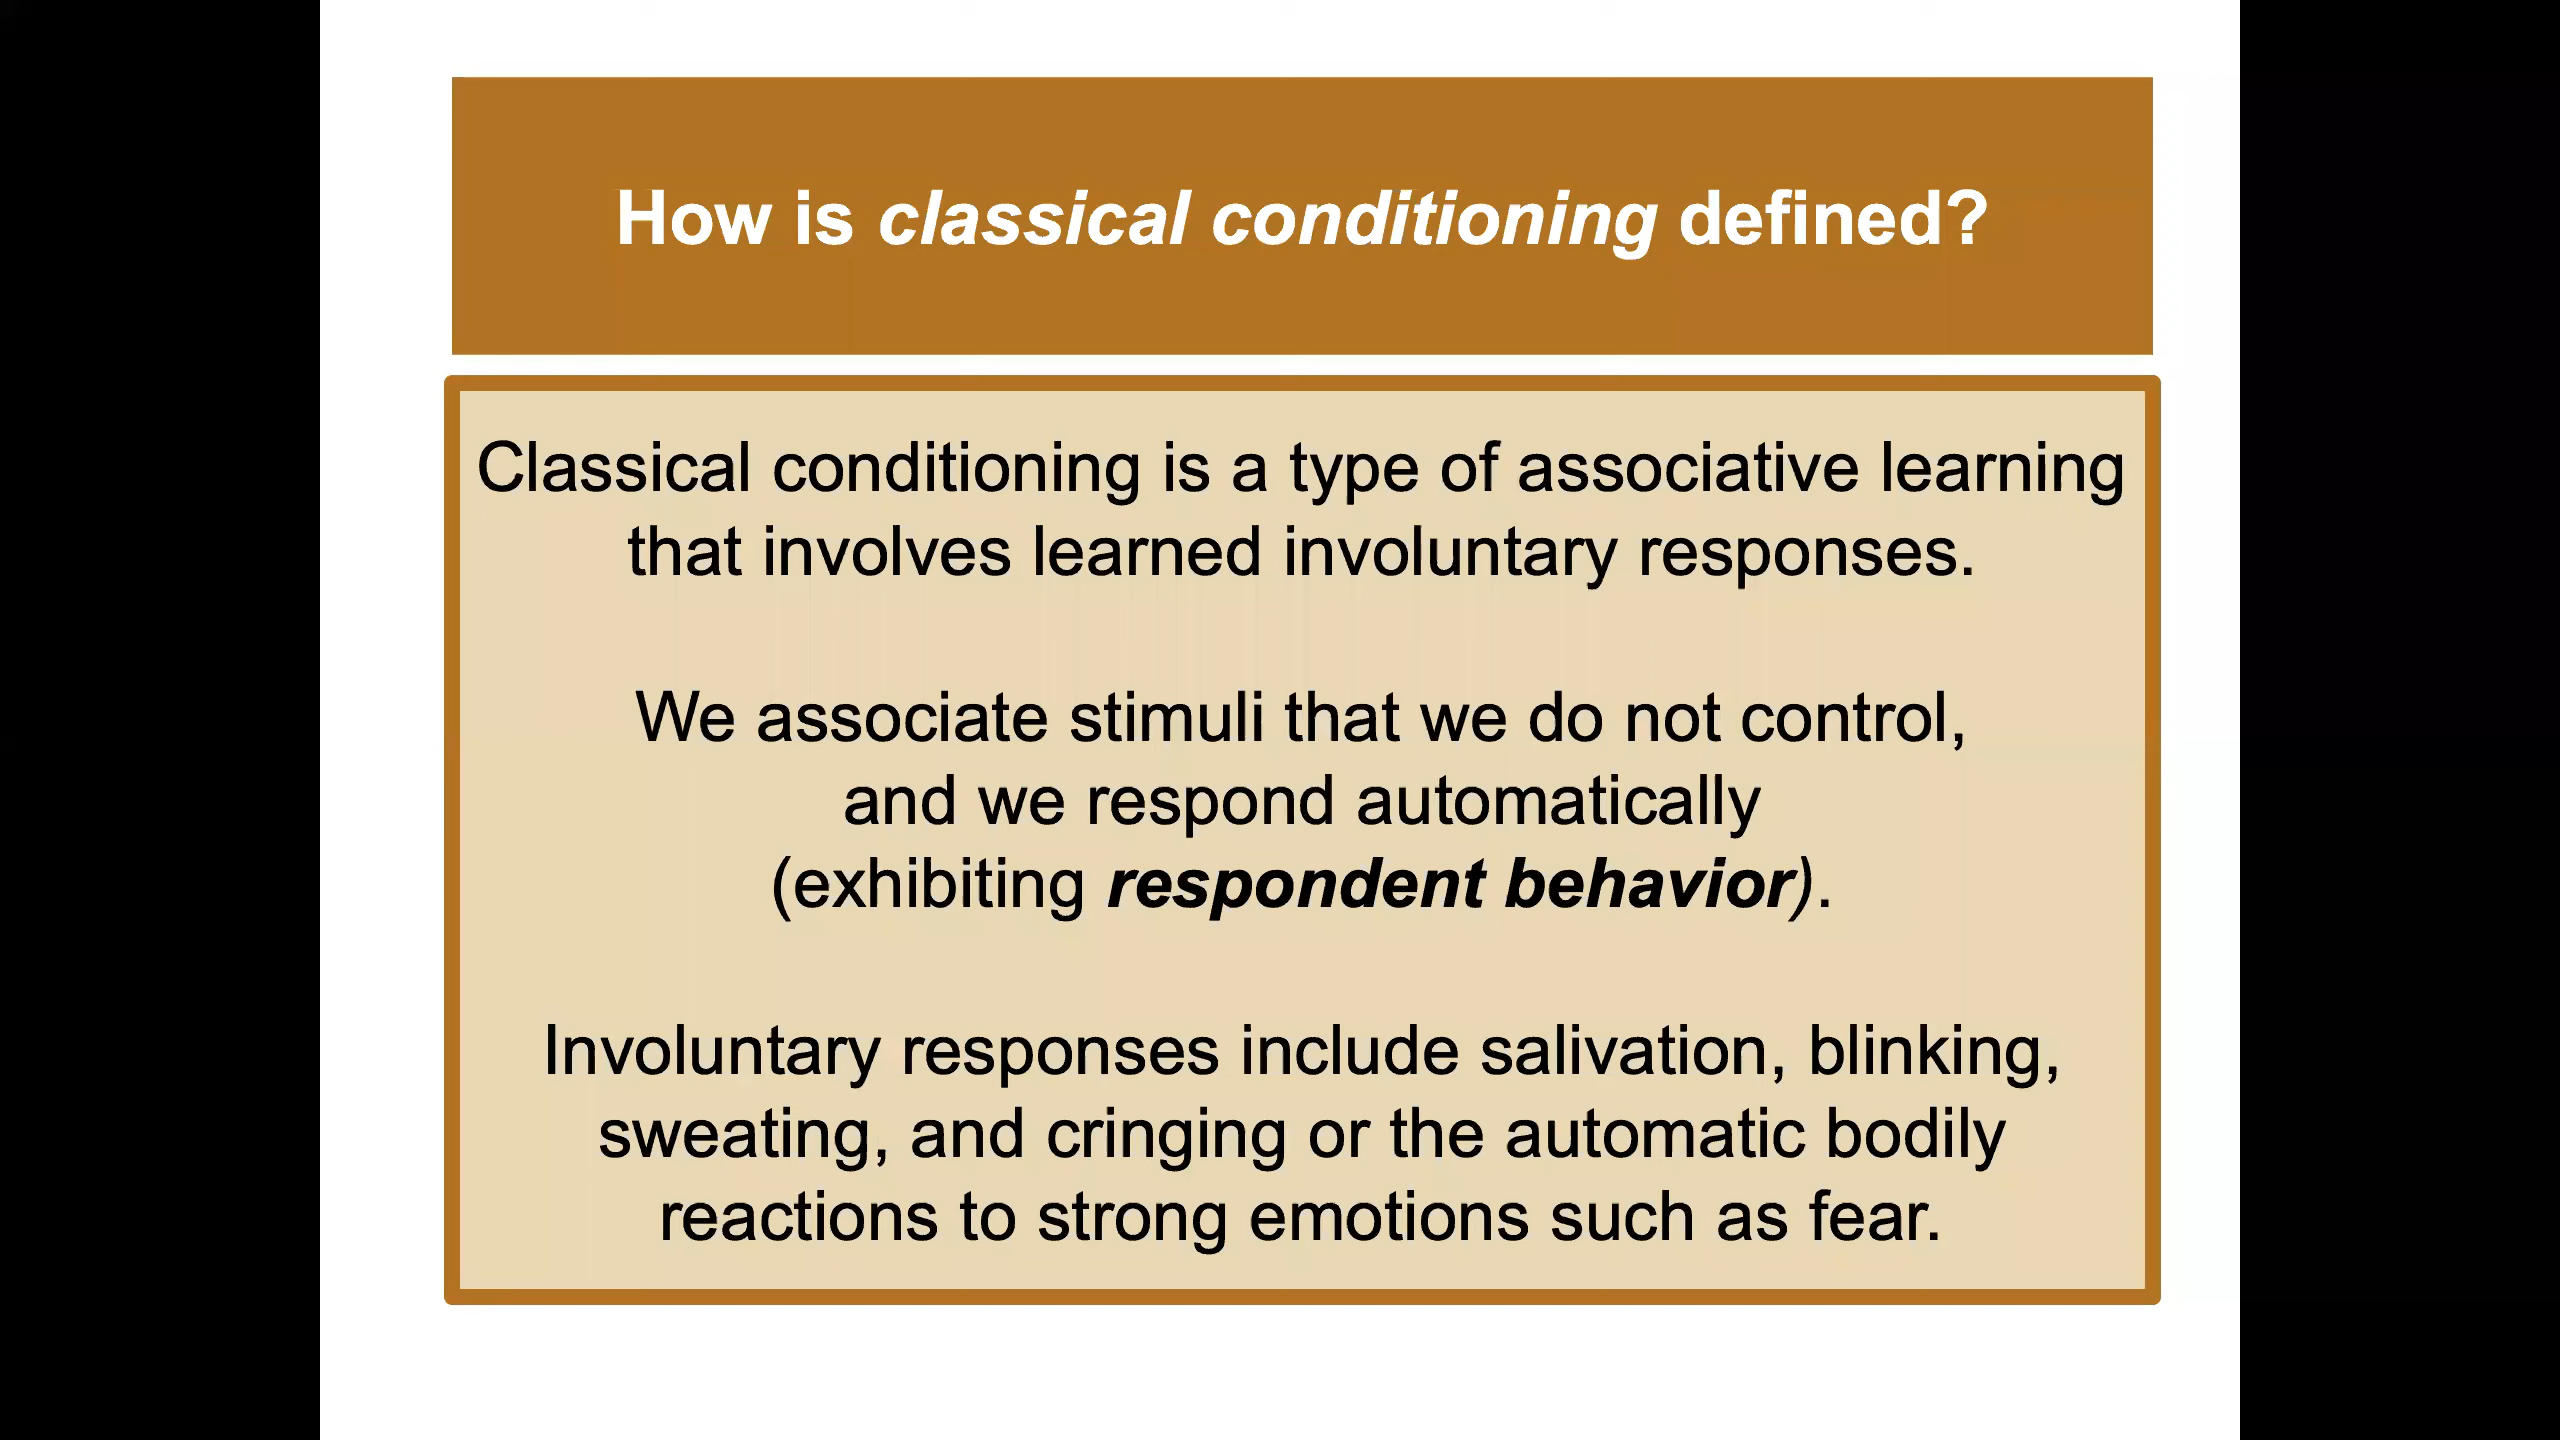 How is classical conditioning defined?
Classical conditioning is a type of associative learning
that involves learned involuntary responses.
We associate stimuli that we do not control,
and we respond automatically
(exhibiting respondent behavior).
Involuntary responses include salivation, blinking,
sweating, and cringing or the automatic bodily
reactions to strong emotions such as fear.